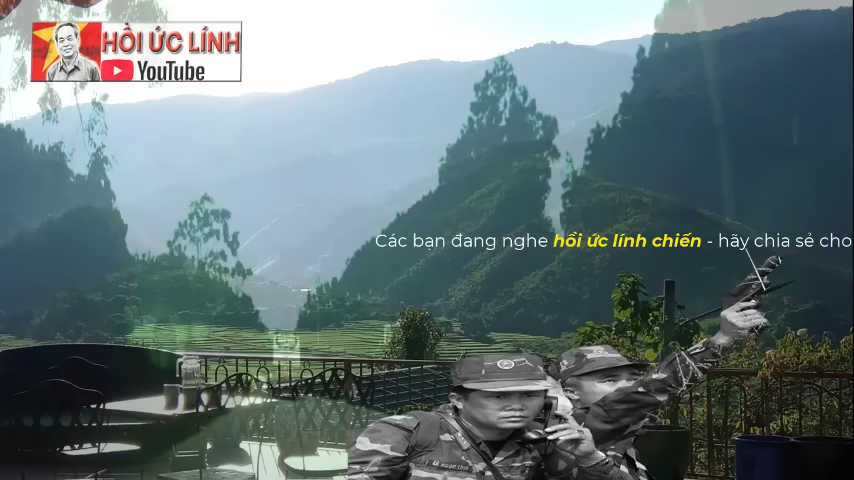 HỒI ỨC LÍNH
YouTube
Các bạn đang nghe hồi ức lính chiến - hãy chia sẻ cho